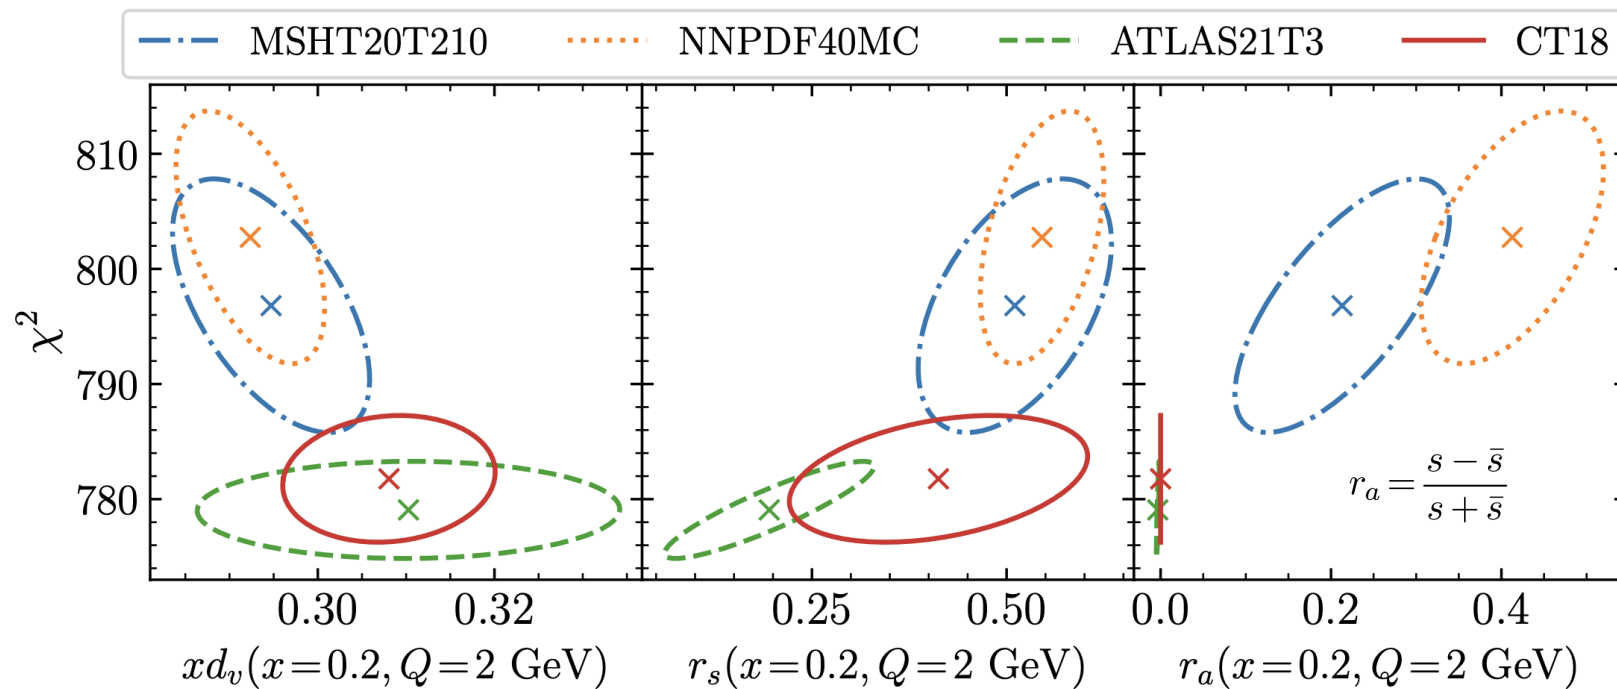 MSHT20T210 NNPDF40MC ATLAS21T3 CT18
χ²
810
800
790
780
r_a = (s − s̄)/(s + s̄)
0.30 0.32 0.25 0.50 0.0 0.2 0.4
xd_v(x=0.2, Q=2 GeV) r_s(x=0.2, Q=2 GeV) r_a(x=0.2, Q=2 GeV)